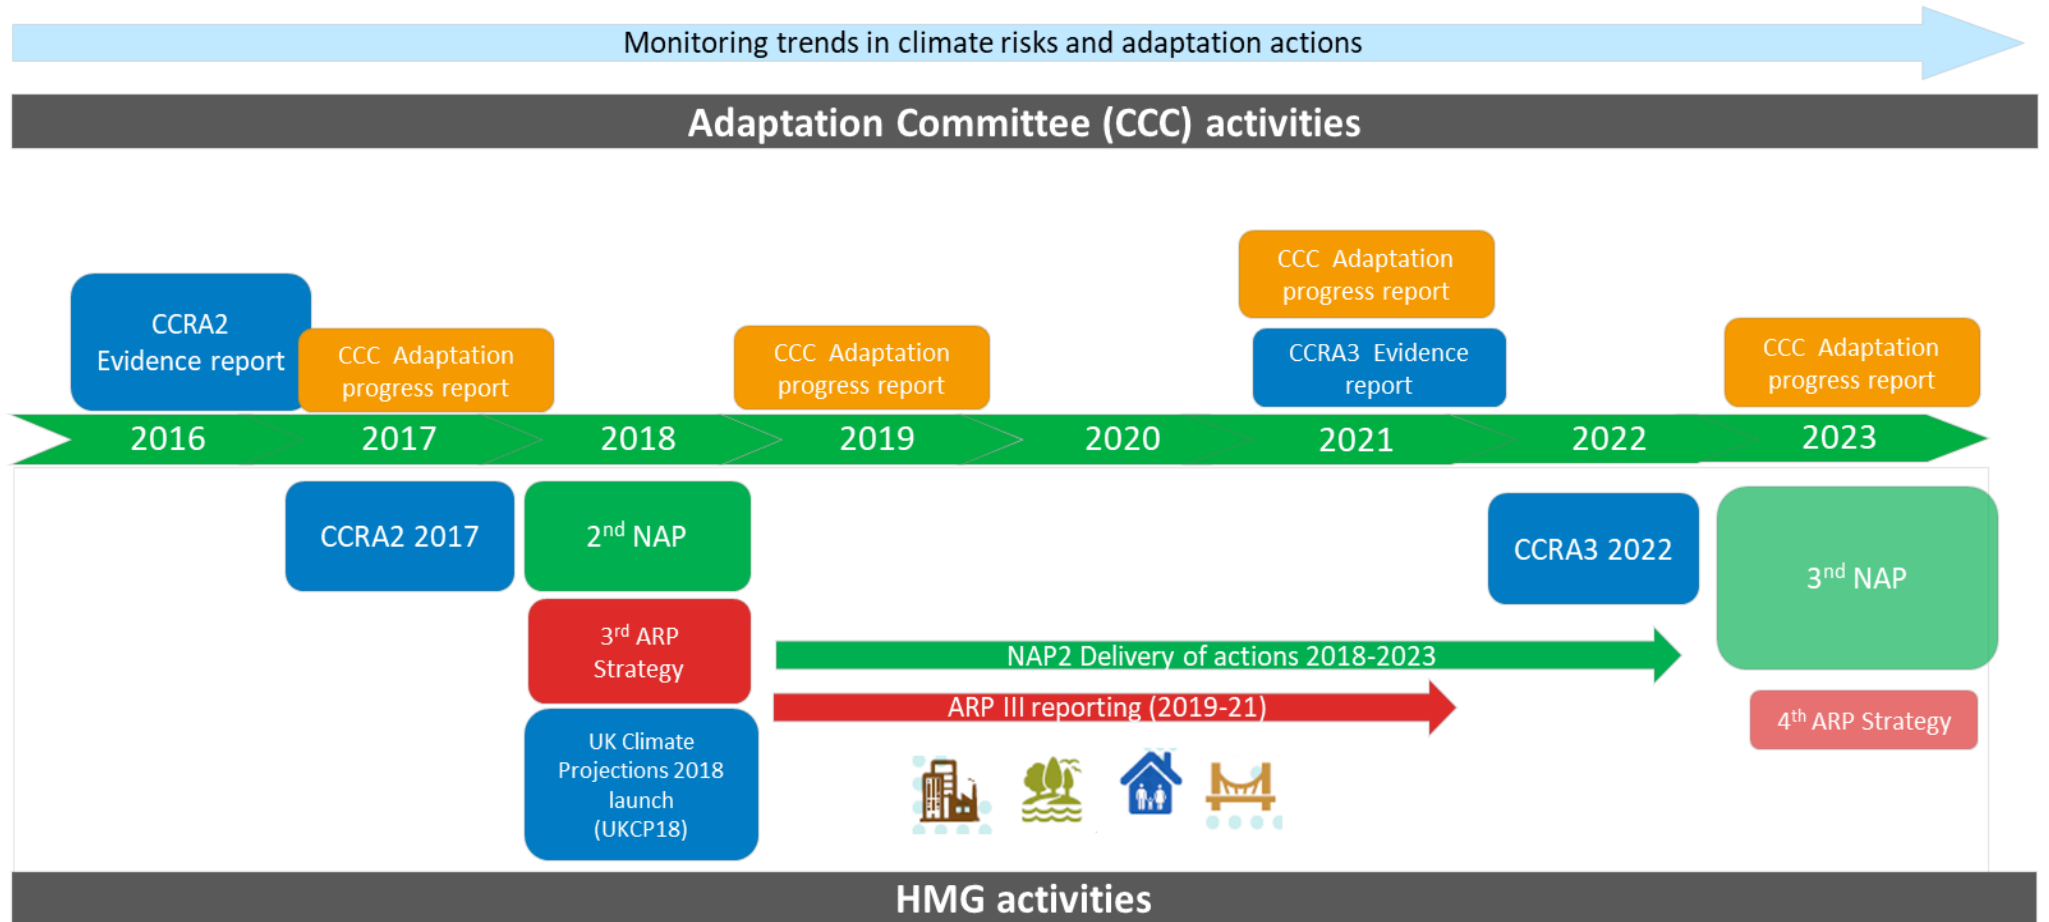 Monitoring trends in climate risks and adaptation actions
Adaptation Committee (CCC) activities
CCRA2
Evidence report
CCC Adaptation
progress report
CCC Adaptation
progress report
CCC Adaptation
progress report
CCRA3 Evidence
report
CCC Adaptation
progress report
2016
2017
2018
2019
2020
2021
2022
2023
CCRA2 2017
2nd NAP
3rd ARP
Strategy
UK Climate
Projections 2018
launch
(UKCP18)
NAP2 Delivery of actions 2018-2023
ARP III reporting (2019-21)
CCRA3 2022
3nd NAP
4th ARP Strategy
HMG activities